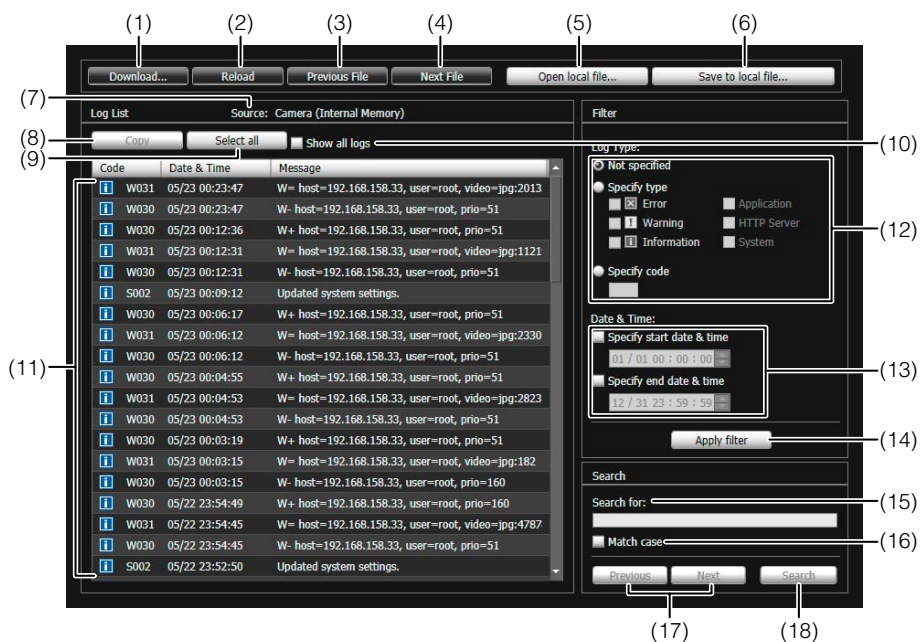 (1) (2) (3) (4) (5) (6)
Download... Reload Previous File Next File Open local file... Save to local file...
(7)
Log List Source: Camera (Internal Memory)
(8) Copy Select all Show all logs (10)
(9)
Code Date & Time Message
(11)
W031 05/23 00:23:47 W= host=192.168.158.33, user=root, video=jpg:2013
W030 05/23 00:23:47 W- host=192.168.158.33, user=root, prio=51
W030 05/23 00:12:36 W+ host=192.168.158.33, user=root, prio=51
W031 05/23 00:12:31 W= host=192.168.158.33, user=root, video=jpg:1121
W030 05/23 00:12:31 W- host=192.168.158.33, user=root, prio=51
S002 05/23 00:09:12 Updated system settings.
W030 05/23 00:06:17 W+ host=192.168.158.33, user=root, prio=51
W031 05/23 00:06:12 W= host=192.168.158.33, user=root, video=jpg:2330
W030 05/23 00:06:12 W- host=192.168.158.33, user=root, prio=51
W030 05/23 00:04:55 W+ host=192.168.158.33, user=root, prio=51
W031 05/23 00:04:53 W= host=192.168.158.33, user=root, video=jpg:2823
W030 05/23 00:04:53 W- host=192.168.158.33, user=root, prio=51
W030 05/23 00:03:19 W+ host=192.168.158.33, user=root, prio=51
W031 05/23 00:03:15 W= host=192.168.158.33, user=root, video=jpg:182
W030 05/23 00:03:15 W- host=192.168.158.33, user=root, prio=160
W030 05/22 23:54:49 W+ host=192.168.158.33, user=root, prio=160
W031 05/22 23:54:45 W= host=192.168.158.33, user=root, video=jpg:4787
W030 05/22 23:54:45 W- host=192.168.158.33, user=root, prio=51
S002 05/22 23:52:50 Updated system settings.
Filter
Log Type:
Not specified
Specify type
Error Application
Warning HTTP Server
(12)
Information System
Specify code
Date & Time:
Specify start date & time
01 / 01 00 : 00 : 00
(13)
Specify end date & time
12 / 31 23 : 59 : 59
Apply filter (14)
Search
Search for: (15)
Match case (16)
Previous Next Search
(17) (18)